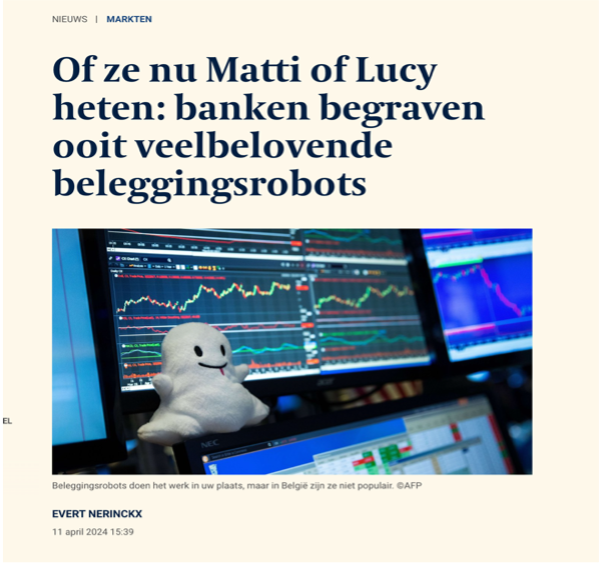 NIEUWS | MARKTEN
Of ze nu Matti of Lucy
heten: banken begraven
ooit veelbelovende
beleggingsrobots
NEC
EL
Beleggingsrobots doen het werk in uw plaats, maar in België zijn ze niet populair. ©AFP
EVERT NERINCKX
11 april 2024 15:39